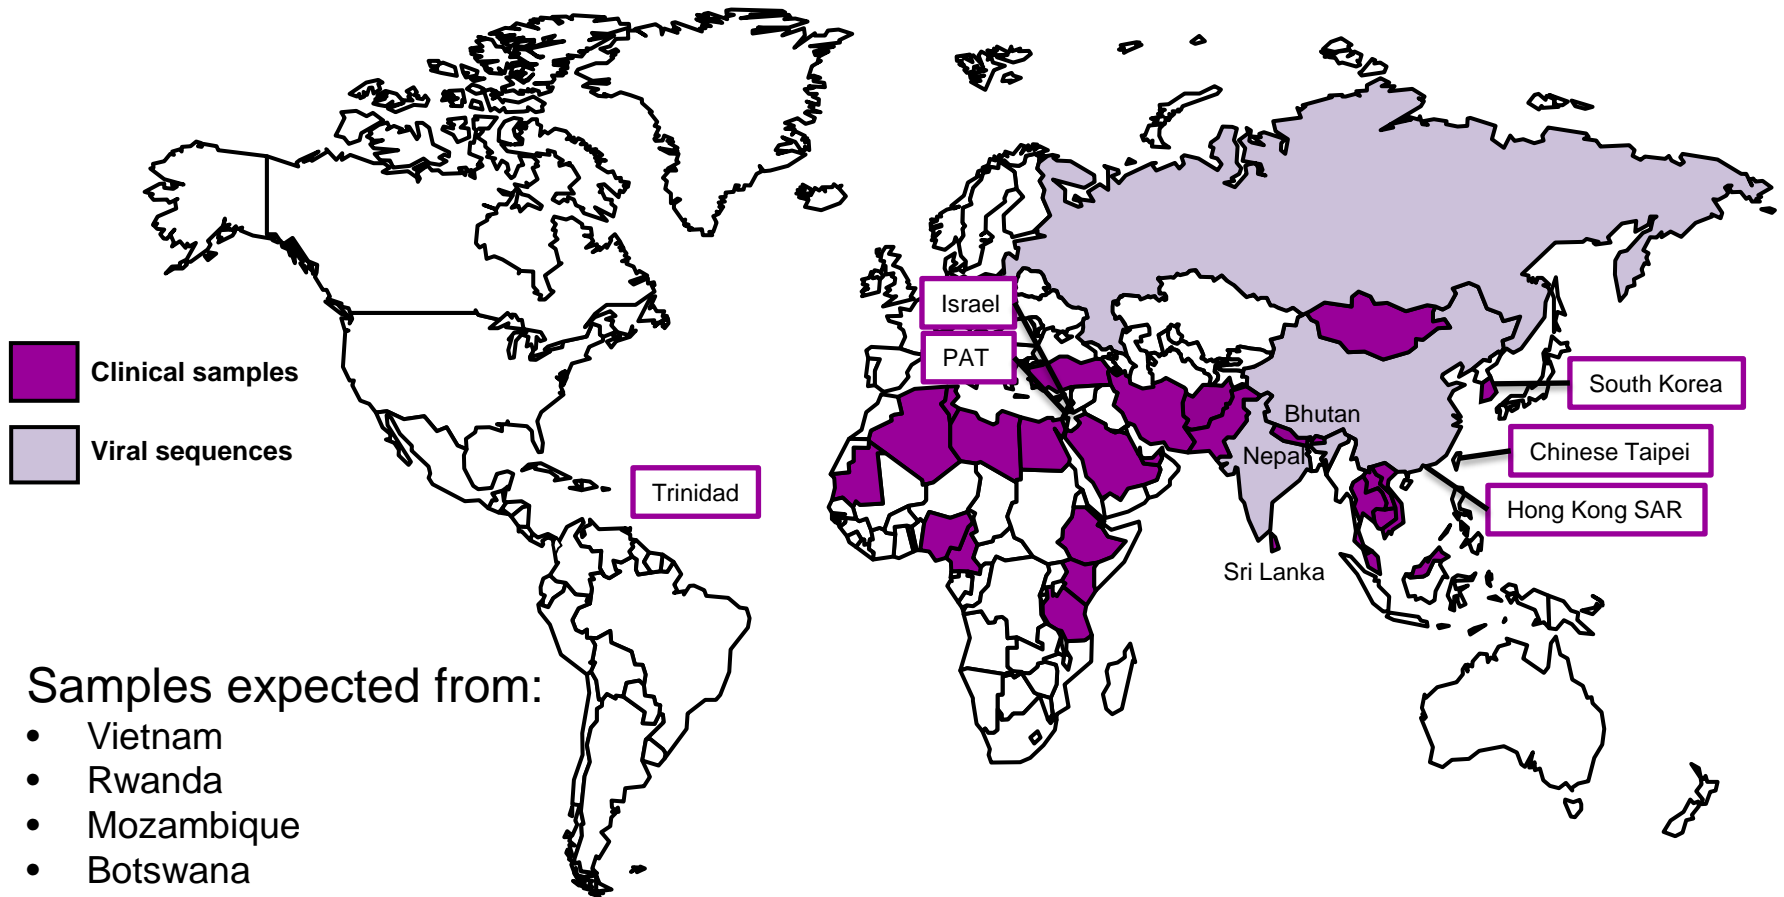 Israel
PAT
South Korea
Clinical samples
Bhutan
Viral sequences
Nepal
Chinese Taipei
Trinidad
Hong Kong SAR
Sri Lanka
Samples expected from:
• Vietnam
• Rwanda
• Mozambique
• Botswana